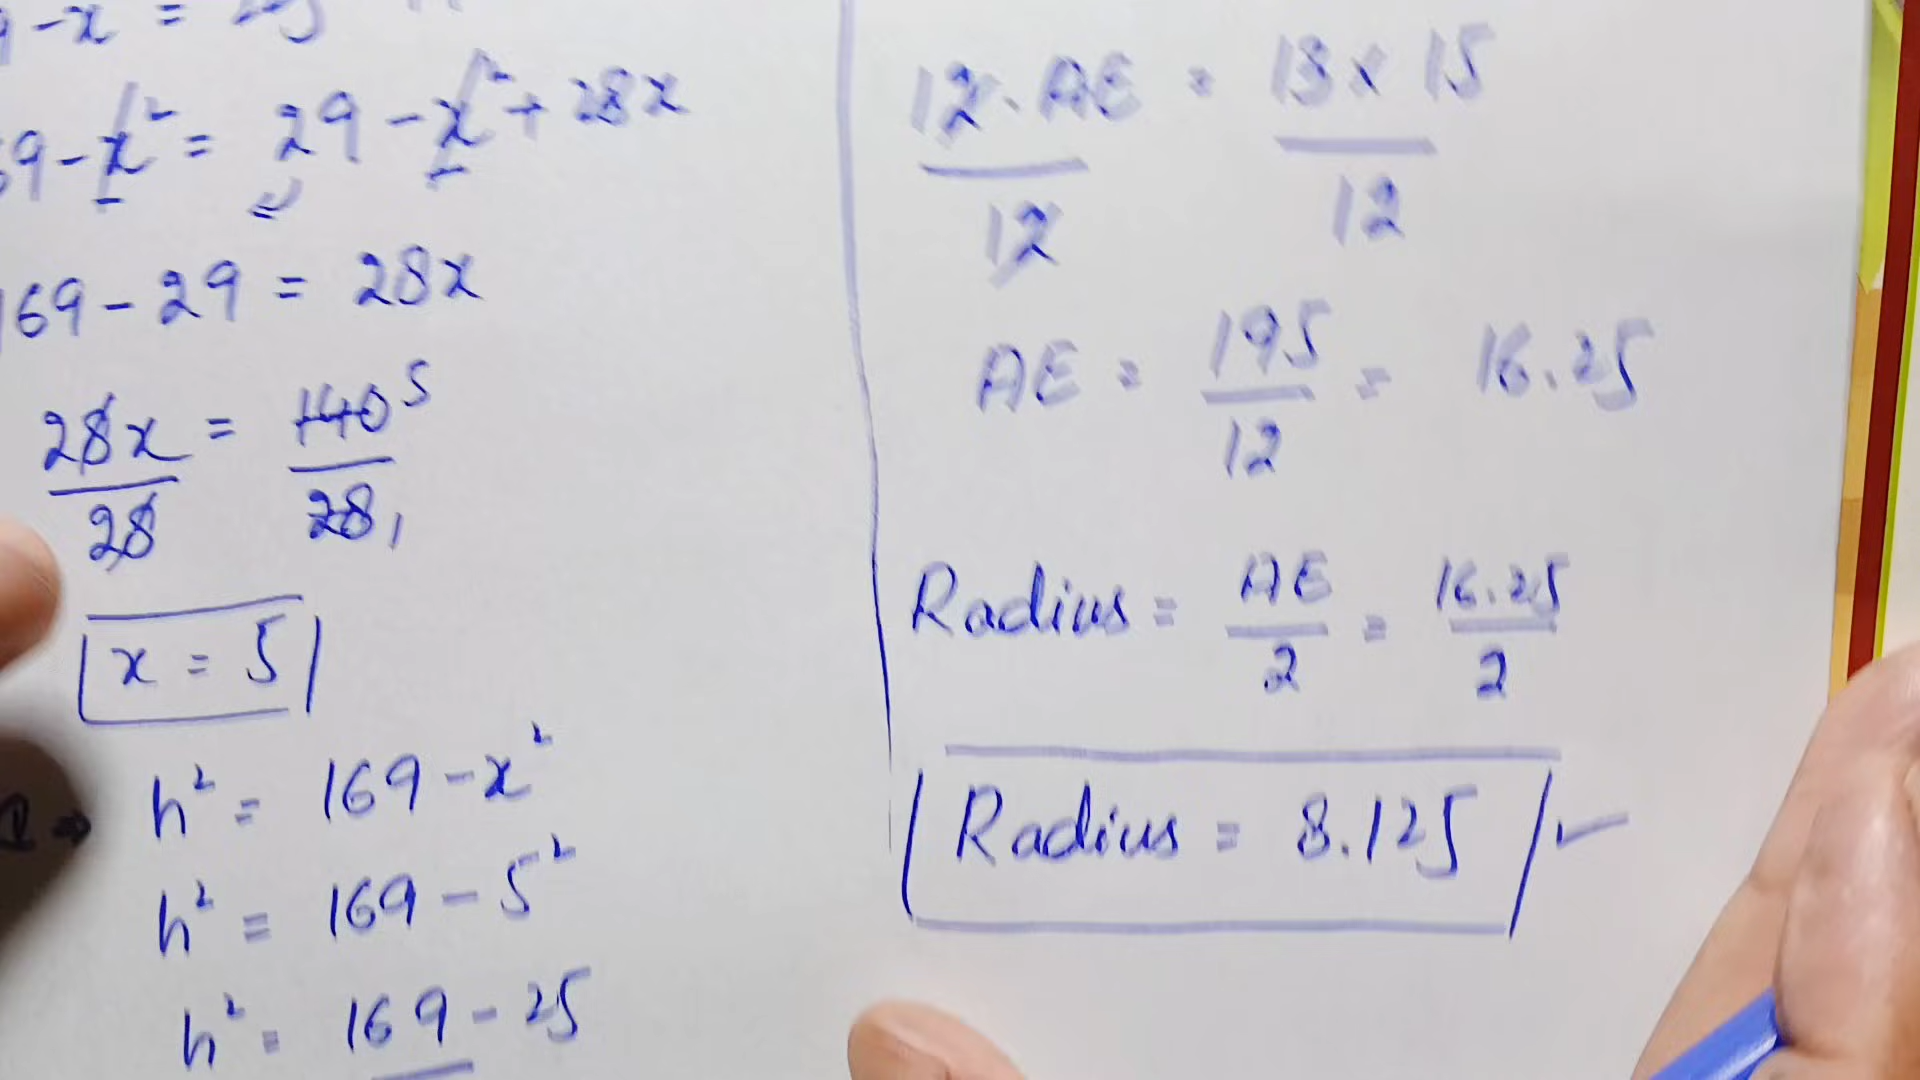 9 - x² = 29 - x² + 28x
169 - 29 = 28x
28x/28 = 140/28 5 1
x = 5
h² = 169 - x²
h² = 169 - 5²
h² = 169 - 25
12 · AE / 12 = 13 x 15 / 12
AE = 195/12 = 16.25
Radius = AE/2 = 16.25/2
Radius = 8.125 ✓